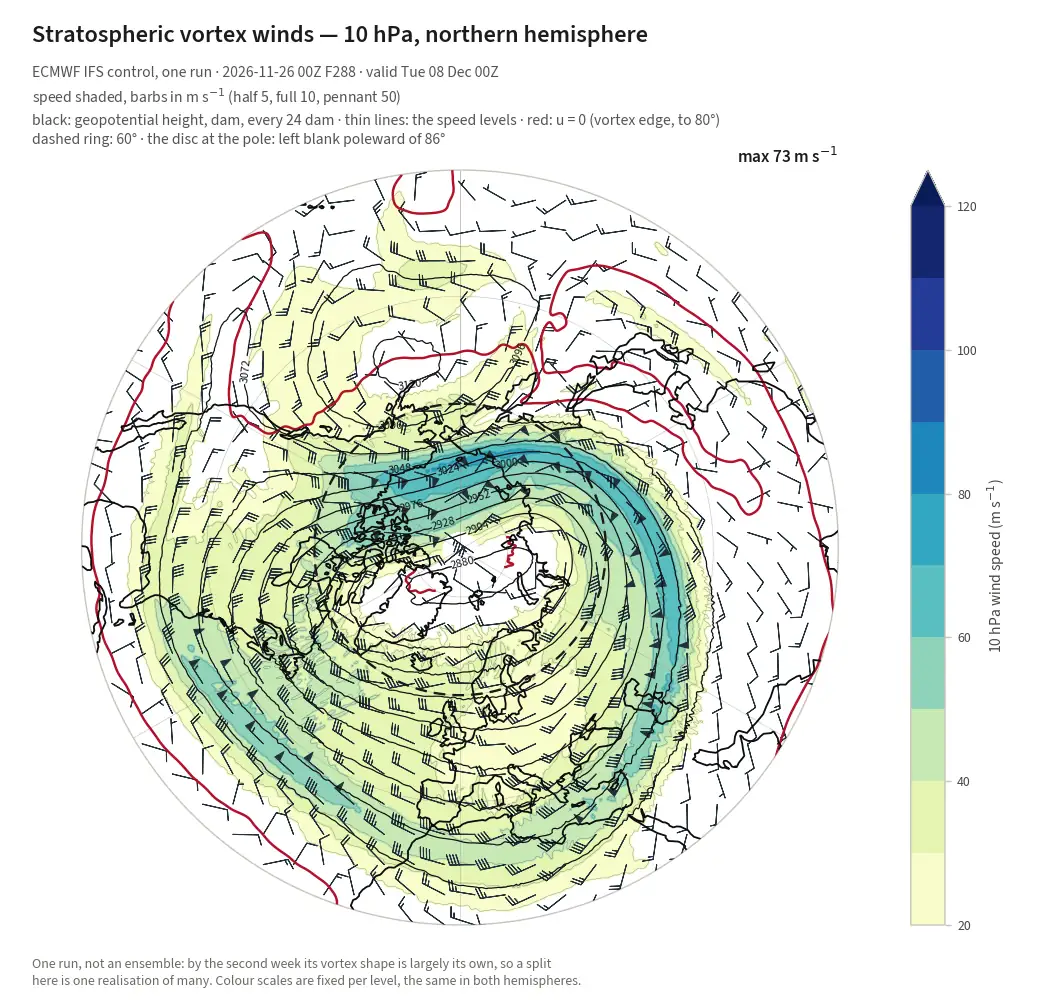 Stratospheric vortex winds — 10 hPa, northern hemisphere
ECMWF IFS control, one run · 2026-11-26 00Z F288 · valid Tue 08 Dec 00Z
speed shaded, barbs in m s⁻¹ (half 5, full 10, pennant 50)
black: geopotential height, dam, every 24 dam · thin lines: the speed levels · red: u = 0 (vortex edge, to 80°)
dashed ring: 60° · the disc at the pole: left blank poleward of 86°
max 73 m s⁻¹
120
100
80
60
40
20
10 hPa wind speed (m s⁻¹)
3072
3120
3048
3024
3000
2976
2952
2928
2904
2880
One run, not an ensemble: by the second week its vortex shape is largely its own, so a split
here is one realisation of many. Colour scales are fixed per level, the same in both hemispheres.